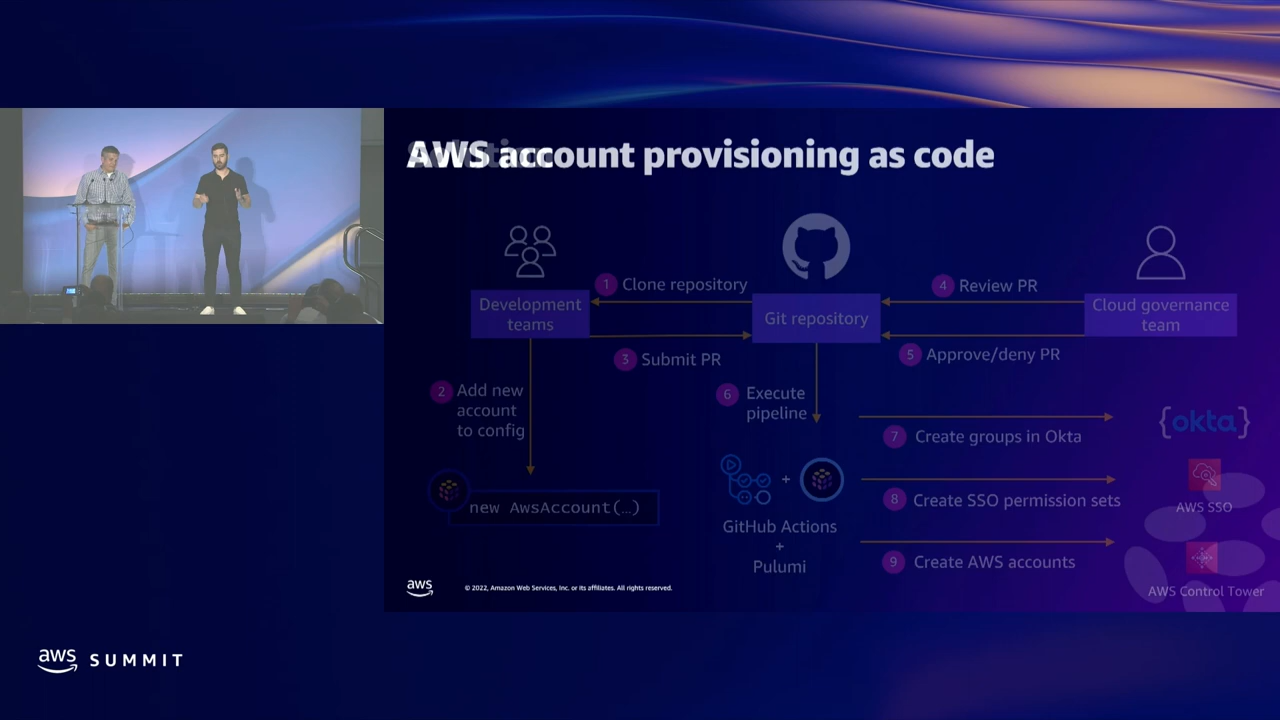 AWS account provisioning as code
1 Clone repository
4 Review PR
Development
teams
Git repository
Cloud governance
team
3 Submit PR
5 Approve/deny PR
2 Add new
account
to config
6 Execute
pipeline
7 Create groups in Okta
{okta}
+
8 Create SSO permission sets
AWS SSO
new AwsAccount(…)
GitHub Actions
+
Pulumi
9 Create AWS accounts
AWS Control Tower
aws
© 2022, Amazon Web Services, Inc. or its affiliates. All rights reserved.
aws SUMMIT